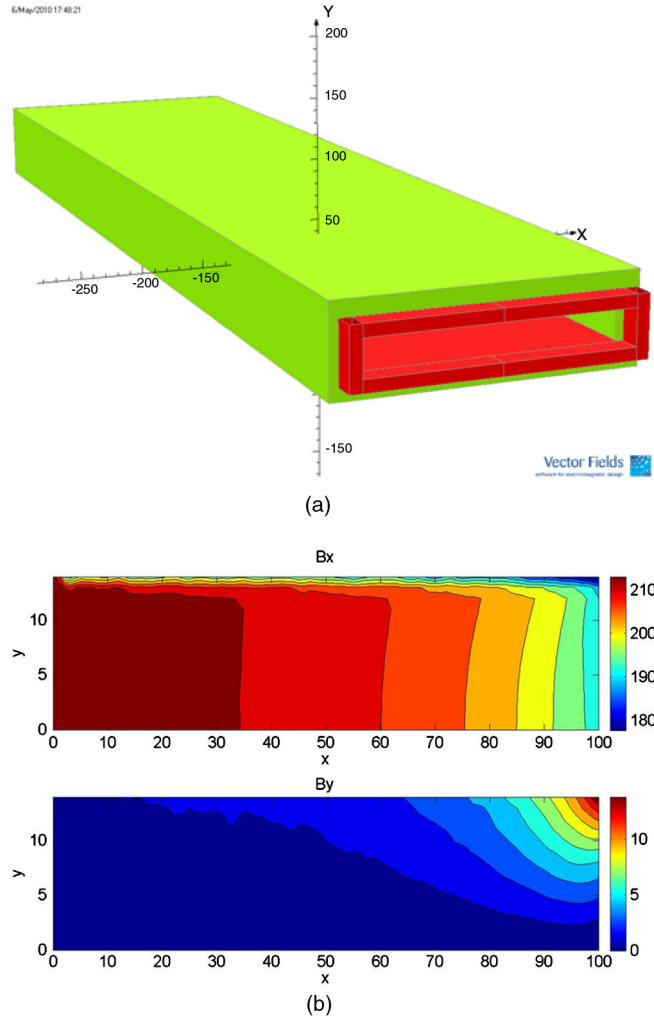 6/May/2010 17:48:21
Y
200
150
100
50
X
-250
-200
-150
-150
Vector Fields
software for electromagnetic design
(a)
Bx
10
5
0
y
0 10 20 30 40 50 60 70 80 90 100
x
210
200
190
180
By
10
5
0
y
0 10 20 30 40 50 60 70 80 90 100
x
10
5
0
(b)